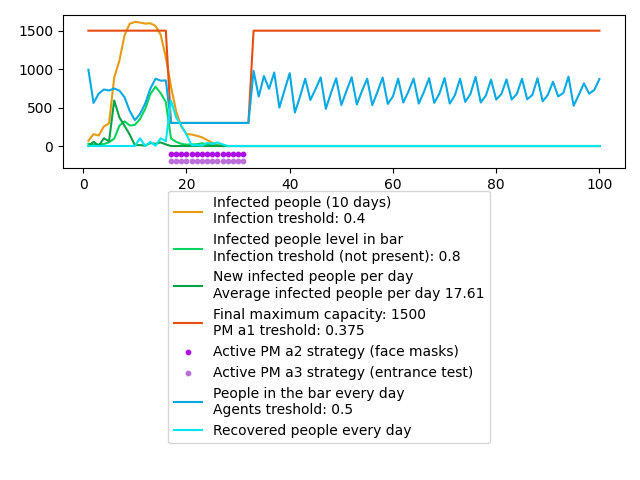 1500
1000
500
0
0
20
40
60
80
100
Infected people (10 days)
Infection treshold: 0.4
Infected people level in bar
Infection treshold (not present): 0.8
New infected people per day
Average infected people per day 17.61
Final maximum capacity: 1500
PM a1 treshold: 0.375
Active PM a2 strategy (face masks)
Active PM a3 strategy (entrance test)
People in the bar every day
Agents treshold: 0.5
Recovered people every day